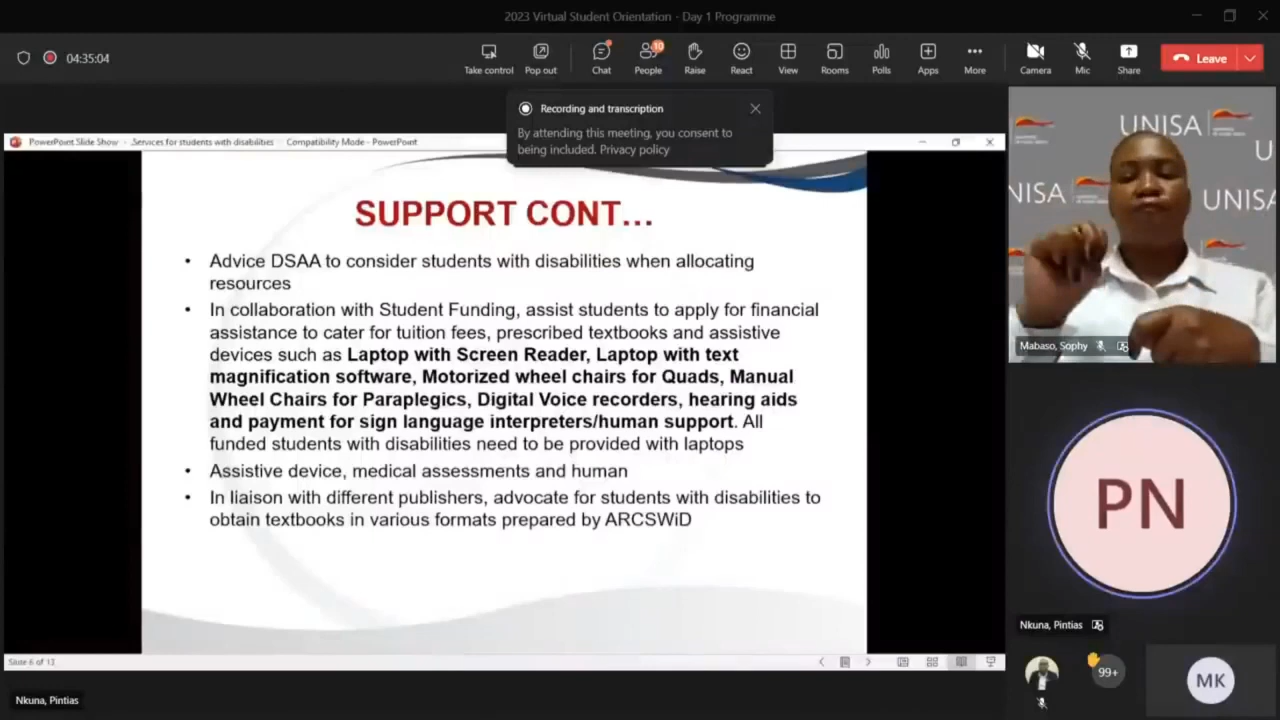 2023 Virtual Student Orientation - Day 1 Programme
04:35:04
Take control
Pop out
Chat
10
People
Raise
React
View
Rooms
Polls
Apps
More
Camera
Mic
Share
Leave
Recording and transcription
By attending this meeting, you consent to
being included. Privacy policy
PowerPoint Slide Show - Services for students with disabilities - Compatibility Mode - PowerPoint
SUPPORT CONT...
• Advice DSAA to consider students with disabilities when allocating
resources
• In collaboration with Student Funding, assist students to apply for financial
assistance to cater for tuition fees, prescribed textbooks and assistive
devices such as Laptop with Screen Reader, Laptop with text
magnification software, Motorized wheel chairs for Quads, Manual
Wheel Chairs for Paraplegics, Digital Voice recorders, hearing aids
and payment for sign language interpreters/human support. All
funded students with disabilities need to be provided with laptops
• Assistive device, medical assessments and human
• In liaison with different publishers, advocate for students with disabilities to
obtain textbooks in various formats prepared by ARCSWiD
Slide 6 of 13
Nkuna, Pintias
UNISA
U
NISA
UNISA
UNISA
Mabaso, Sophy
PN
Nkuna, Pintias
99+
MK